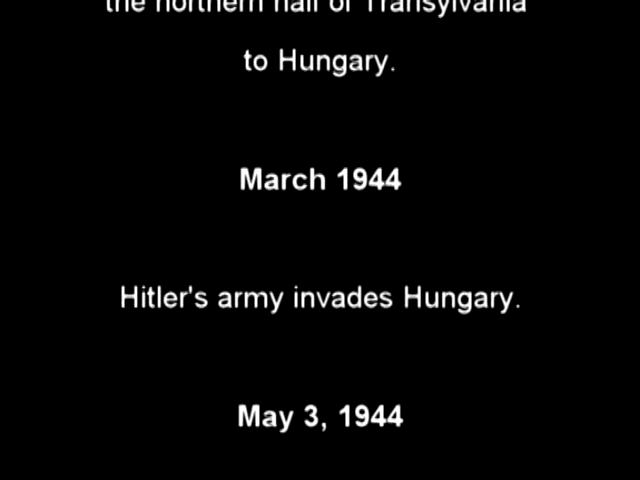 the northern half of Transylvania
to Hungary.
March 1944
Hitler's army invades Hungary.
May 3, 1944